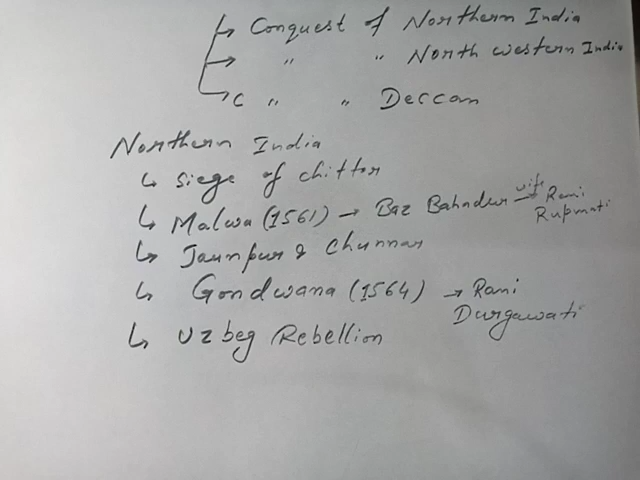 Conquest of Northern India
" " North western India
C " " Deccan
Northern India
↳ siege of chittor
↳ Malwa (1561) → Baz Bahadur wife → Rani Rupmati
↳ Jaunpur & Chunnar
↳ Gondwana (1564) → Rani Durgawati
↳ Uzbeg Rebellion